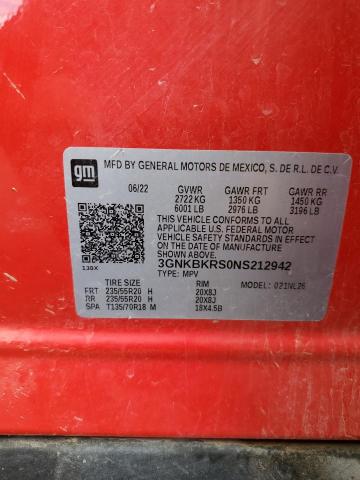 gm
MFD BY GENERAL MOTORS DE MEXICO, S. DE R.L. DE C.V.
06/22 GVWR GAWR FRT GAWR RR
2722 KG 1350 KG 1450 KG
6001 LB 2976 LB 3196 LB
THIS VEHICLE CONFORMS TO ALL
APPLICABLE U.S. FEDERAL MOTOR
VEHICLE SAFETY STANDARDS IN
EFFECT ON THE DATE OF
MANUFACTURE SHOWN
ABOVE.
3GNKBKRS0NS212942
138X TYPE: MPV
TIRE SIZE RIM MODEL: 021NL26
FRT 235/55R20 H 20X8J
RR 235/55R20 H 20X8J
SPA T135/70R18 M 18X4.5B